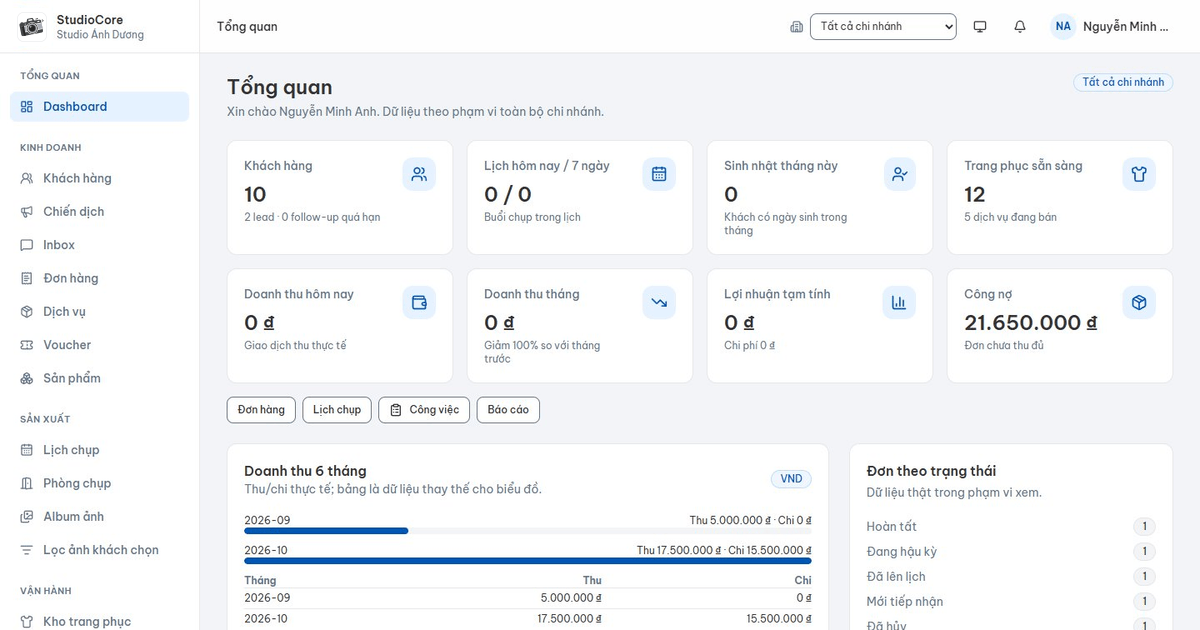 StudioCore
Studio Ánh Dương
TỔNG QUAN
Dashboard
KINH DOANH
Khách hàng
Chiến dịch
Inbox
Đơn hàng
Dịch vụ
Voucher
Sản phẩm
SẢN XUẤT
Lịch chụp
Phòng chụp
Album ảnh
Lọc ảnh khách chọn
VẬN HÀNH
Kho trang phục
Tổng quan
Tất cả chi nhánh
NA
Nguyễn Minh ...
Tổng quan
Xin chào Nguyễn Minh Anh. Dữ liệu theo phạm vi toàn bộ chi nhánh.
Tất cả chi nhánh
Khách hàng
10
2 lead · 0 follow-up quá hạn
Lịch hôm nay / 7 ngày
0 / 0
Buổi chụp trong lịch
Sinh nhật tháng này
0
Khách có ngày sinh trong
tháng
Trang phục sẵn sàng
12
5 dịch vụ đang bán
Doanh thu hôm nay
0 ₫
Giao dịch thu thực tế
Doanh thu tháng
0 ₫
Giảm 100% so với tháng
trước
Lợi nhuận tạm tính
0 ₫
Chi phí 0 ₫
Công nợ
21.650.000 ₫
Đơn chưa thu đủ
Đơn hàng
Lịch chụp
Công việc
Báo cáo
Doanh thu 6 tháng
Thu/chi thực tế; bảng là dữ liệu thay thế cho biểu đồ.
VND
2026-09 Thu 5.000.000 ₫ · Chi 0 ₫
2026-10 Thu 17.500.000 ₫ · Chi 15.500.000 ₫
Tháng Thu Chi
2026-09 5.000.000 ₫ 0 ₫
2026-10 17.500.000 ₫ 15.500.000 ₫
Đơn theo trạng thái
Dữ liệu thật trong phạm vi xem.
Hoàn tất 1
Đang hậu kỳ 1
Đã lên lịch 1
Mới tiếp nhận 1
Đã hủy 1